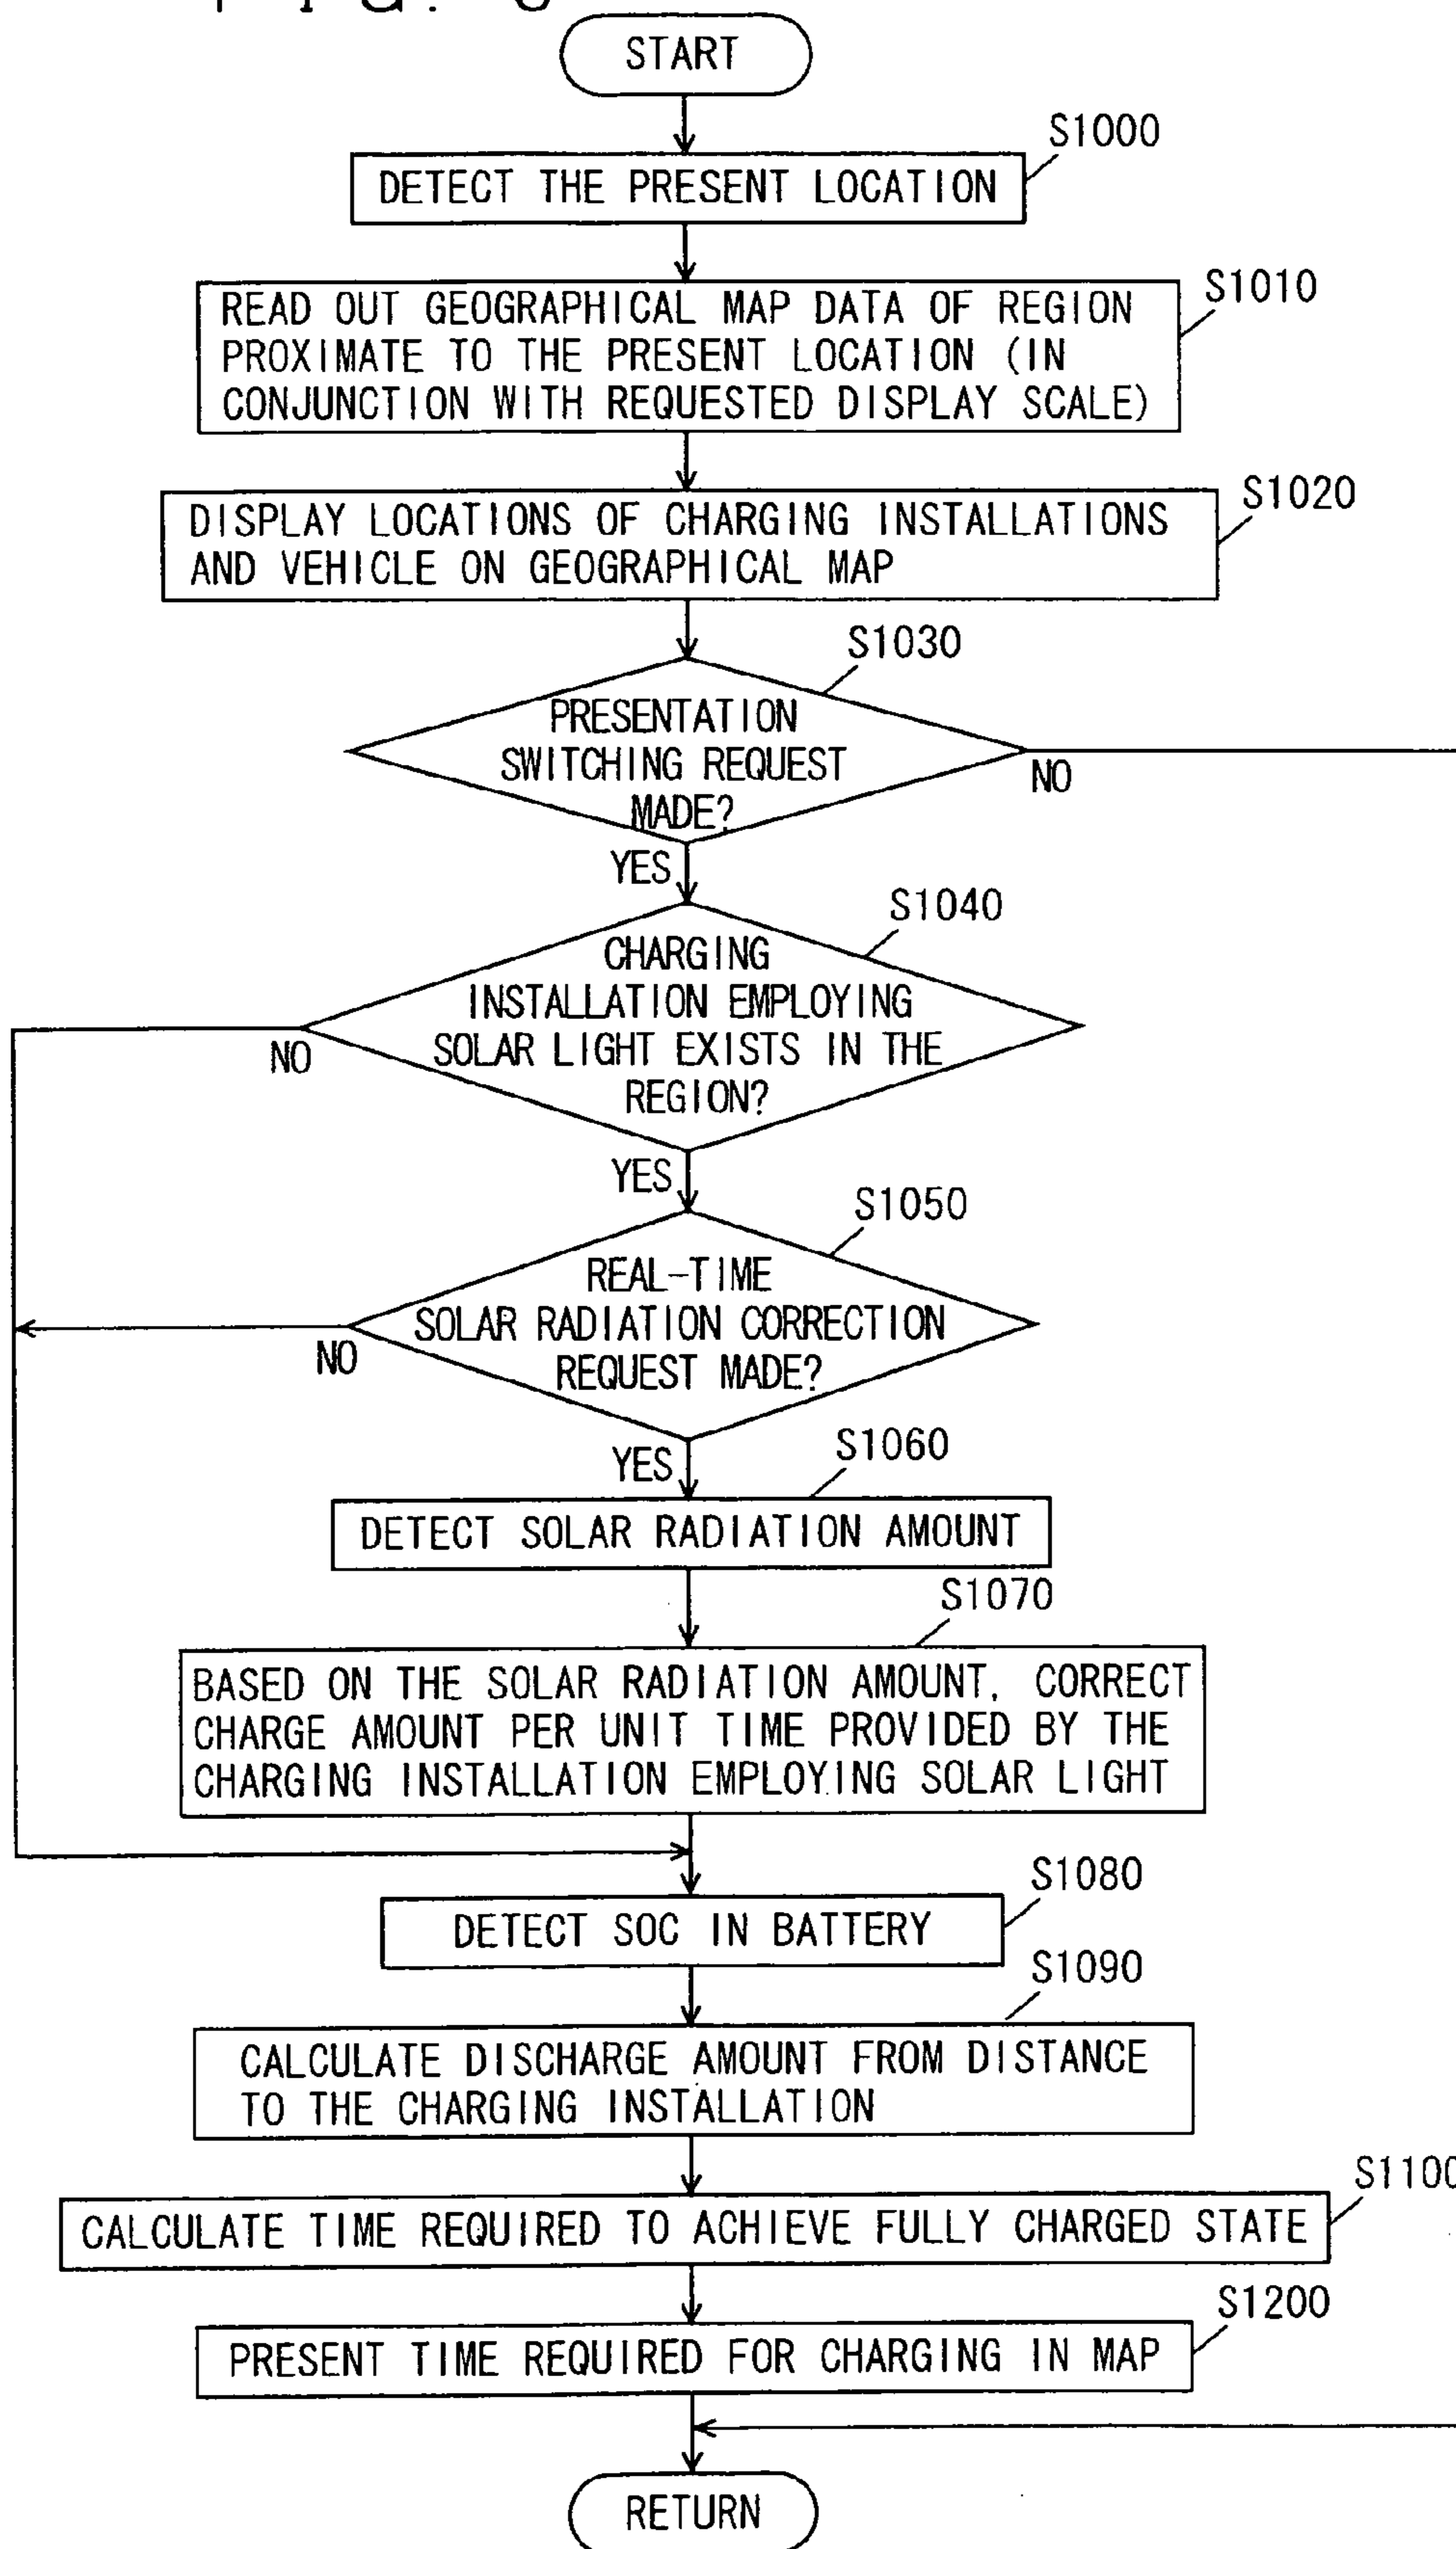 START
S1000
DETECT THE PRESENT LOCATION
S1010
READ OUT GEOGRAPHICAL MAP DATA OF REGION
PROXIMATE TO THE PRESENT LOCATION (IN
CONJUNCTION WITH REQUESTED DISPLAY SCALE)
S1020
DISPLAY LOCATIONS OF CHARGING INSTALLATIONS
AND VEHICLE ON GEOGRAPHICAL MAP
S1030
PRESENTATION
SWITCHING REQUEST
MADE?
NO
YES
S1040
CHARGING
INSTALLATION EMPLOYING
SOLAR LIGHT EXISTS IN THE
REGION?
NO
YES
S1050
REAL-TIME
SOLAR RADIATION CORRECTION
REQUEST MADE?
NO
YES
S1060
DETECT SOLAR RADIATION AMOUNT
S1070
BASED ON THE SOLAR RADIATION AMOUNT, CORRECT
CHARGE AMOUNT PER UNIT TIME PROVIDED BY THE
CHARGING INSTALLATION EMPLOYING SOLAR LIGHT
S1080
DETECT SOC IN BATTERY
S1090
CALCULATE DISCHARGE AMOUNT FROM DISTANCE
TO THE CHARGING INSTALLATION
S1100
CALCULATE TIME REQUIRED TO ACHIEVE FULLY CHARGED STATE
S1200
PRESENT TIME REQUIRED FOR CHARGING IN MAP
RETURN